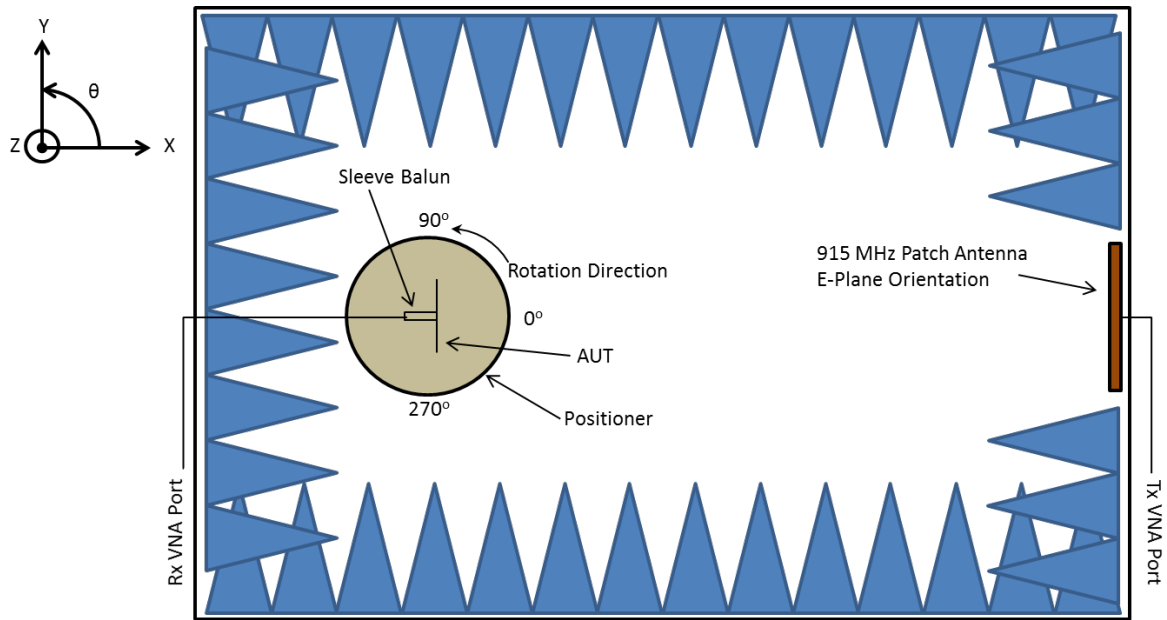 Y
θ
Z
X
Sleeve Balun
90°
Rotation Direction
0°
AUT
270°
Positioner
915 MHz Patch Antenna
E-Plane Orientation
Rx VNA Port
Tx VNA Port